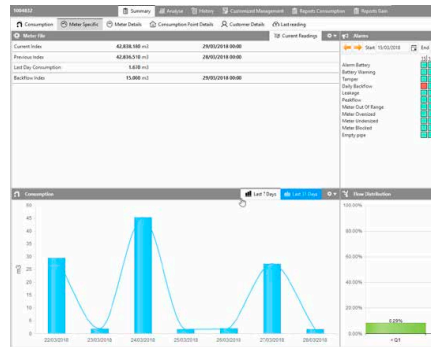 5004632 Summary Analyse History Customized Management Reports Consumption Reports Gain
Consumption Meter Specific Meter Details Consumption Point Details Customer Details Last reading
Meter File Current Readings Alarms
Current Index 42,838.188 m3 29/03/2018 00:00
Previous Index 42,836.510 m3 28/03/2018 00:00
Last Day Consumption 1.678 m3
Backflow Index 15.000 m3 29/03/2018 00:00
Start 15/03/2018 End
Alarm Battery
Battery Warning
Tamper
Daily Backflow
Leakage
Peakflow
Meter Out Of Range
Meter Oversized
Meter Undersized
Meter Blocked
Empty pipe
Consumption Last 7 Days Last 31 Days Flow Distribution
50
45
40
35
30
25
20
15
10
5
0
m3
22/03/2018 23/03/2018 24/03/2018 25/03/2018 26/03/2018 27/03/2018 28/03/2018
100.00%
80.00%
60.00%
40.00%
20.00%
0.00%
8.29%
< Q1